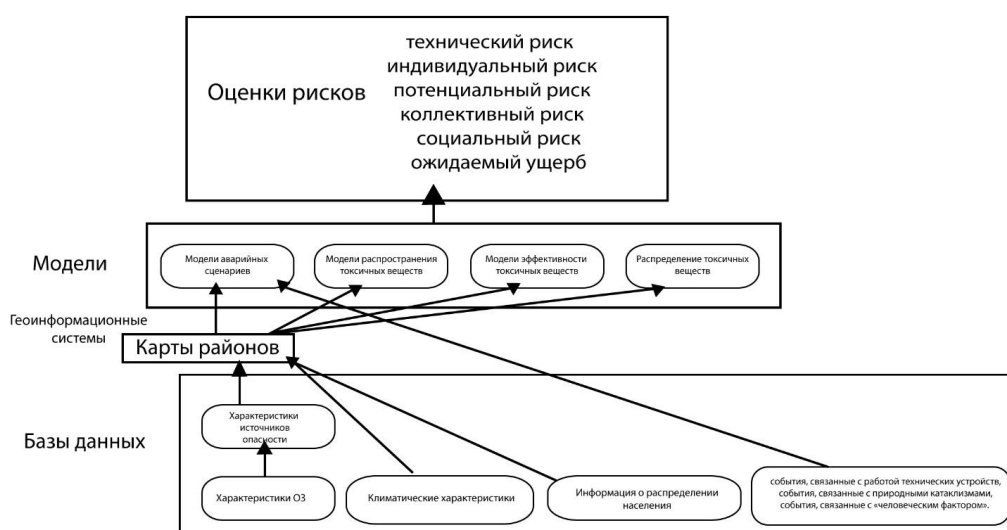 технический риск
индивидуальный риск
Оценки рисков
потенциальный риск
коллективный риск
социальный риск
ожидаемый ущерб
Модели
Модели аварийных
сценариев
Модели распространения
токсичных веществ
Модели эффективности
токсичных веществ
Распределение токсичных
веществ
Геоинформационные
системы
Карты районов
Базы данных
Характеристики
источников
опасности
Характеристики ОЗ
Климатические характеристики
Информация о распределении
населения
события, связанные с работой технических устройств,
события, связанные с природными катаклизмами,
события, связанные с «человеческим фактором».